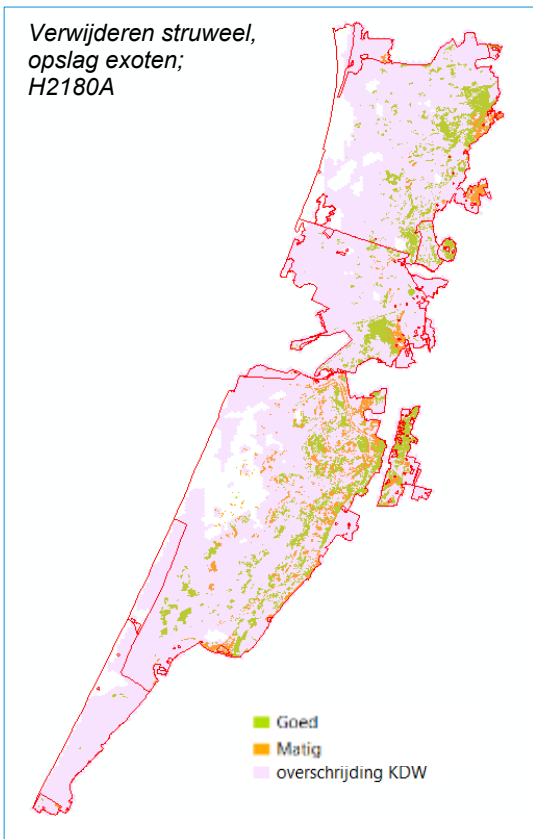 Verwijderen struweel,
opslag exoten;
H2180A
Goed
Matig
overschrijding KDW